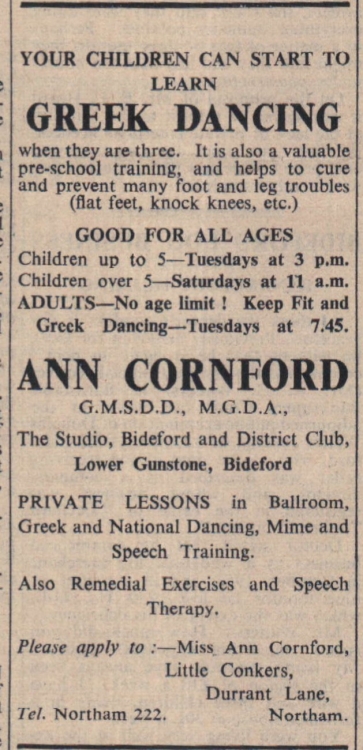 YOUR CHILDREN CAN START TO
LEARN
GREEK DANCING
when they are three. It is also a valuable
pre-school training, and helps to cure
and prevent many foot and leg troubles
(flat feet, knock knees, etc.)
GOOD FOR ALL AGES
Children up to 5—Tuesdays at 3 p.m.
Children over 5—Saturdays at 11 a.m.
ADULTS—No age limit ! Keep Fit and
Greek Dancing—Tuesdays at 7.45.
ANN CORNFORD
G.M.S.D.D., M.G.D.A.,
The Studio, Bideford and District Club,
Lower Gunstone, Bideford
PRIVATE LESSONS in Ballroom,
Greek and National Dancing, Mime and
Speech Training.
Also Remedial Exercises and Speech
Therapy.
Please apply to :—Miss Ann Cornford,
Little Conkers,
Durrant Lane,
Tel. Northam 222. Northam.